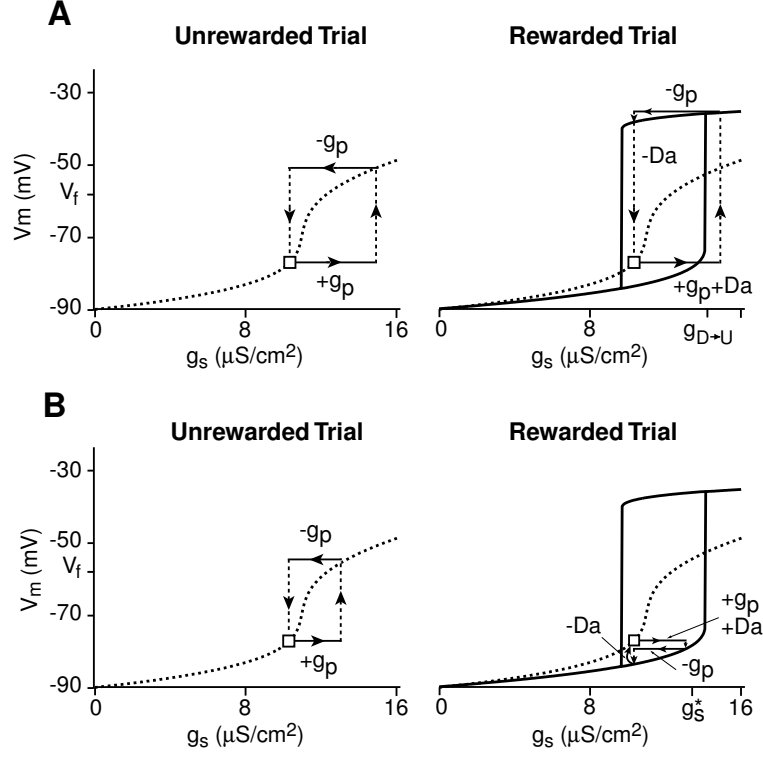 A
Unrewarded Trial
Rewarded Trial
-30
-50
Vf
-70
-90
Vm (mV)
-gp
+gp
0
8
16
gs (μS/cm2)
-gp
-Da
+gp+Da
0
8
gD→U
gs (μS/cm2)
B
Unrewarded Trial
Rewarded Trial
-30
-50
Vf
-70
-90
Vm (mV)
-gp
+gp
0
8
16
gs (μS/cm2)
-Da
+gp
+Da
-gp
0
8
gs*
16
gs (μS/cm2)